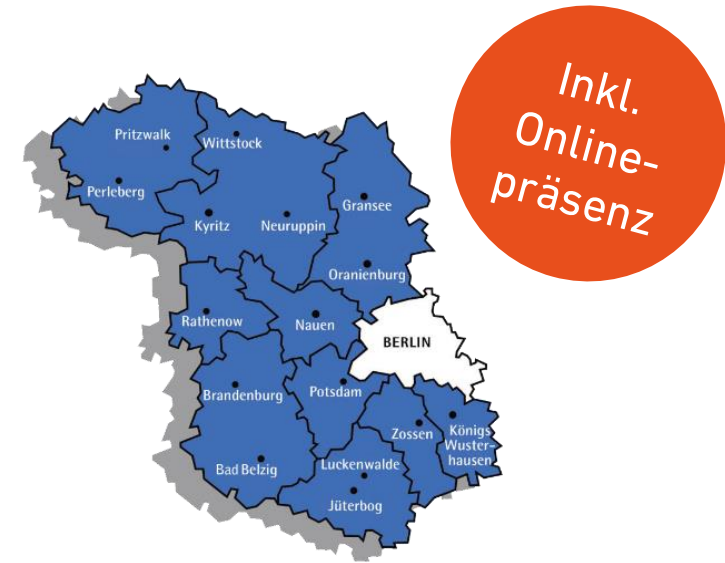 Inkl.
Online-
präsenz
Pritzwalk
Wittstock
Perleberg
Gransee
Kyritz
Neuruppin
Oranienburg
Rathenow
Nauen
BERLIN
Brandenburg
Potsdam
Zossen
Königs
Wuster-
hausen
Bad Belzig
Luckenwalde
Jüterbog